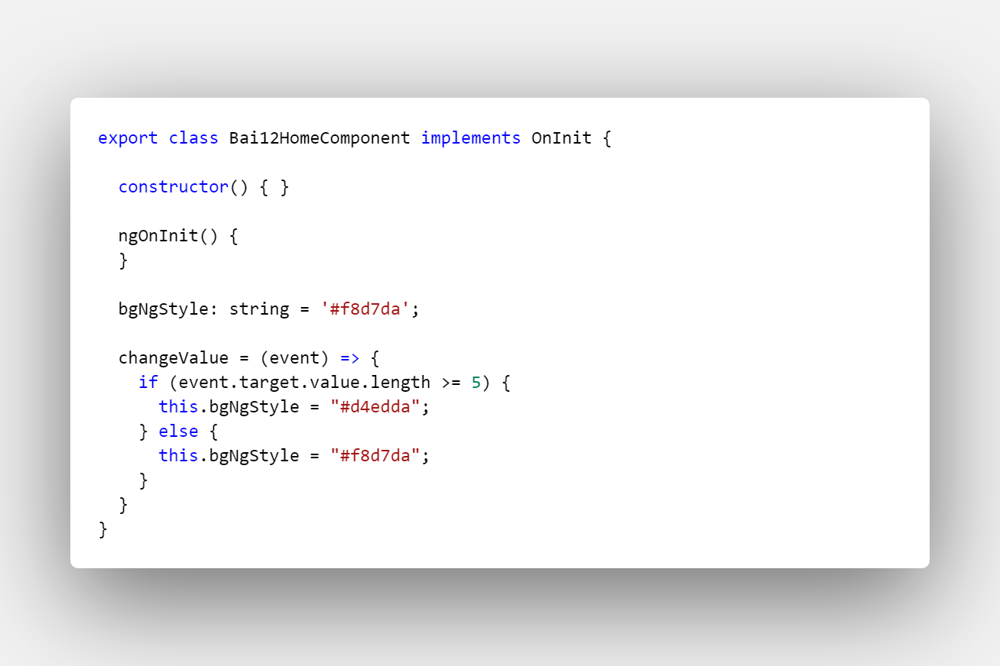 export class Bai12HomeComponent implements OnInit {
constructor() { }
ngOnInit() {
}
bgNgStyle: string = '#f8d7da';
changeValue = (event) => {
if (event.target.value.length >= 5) {
this.bgNgStyle = "#d4edda";
} else {
this.bgNgStyle = "#f8d7da";
}
}
}